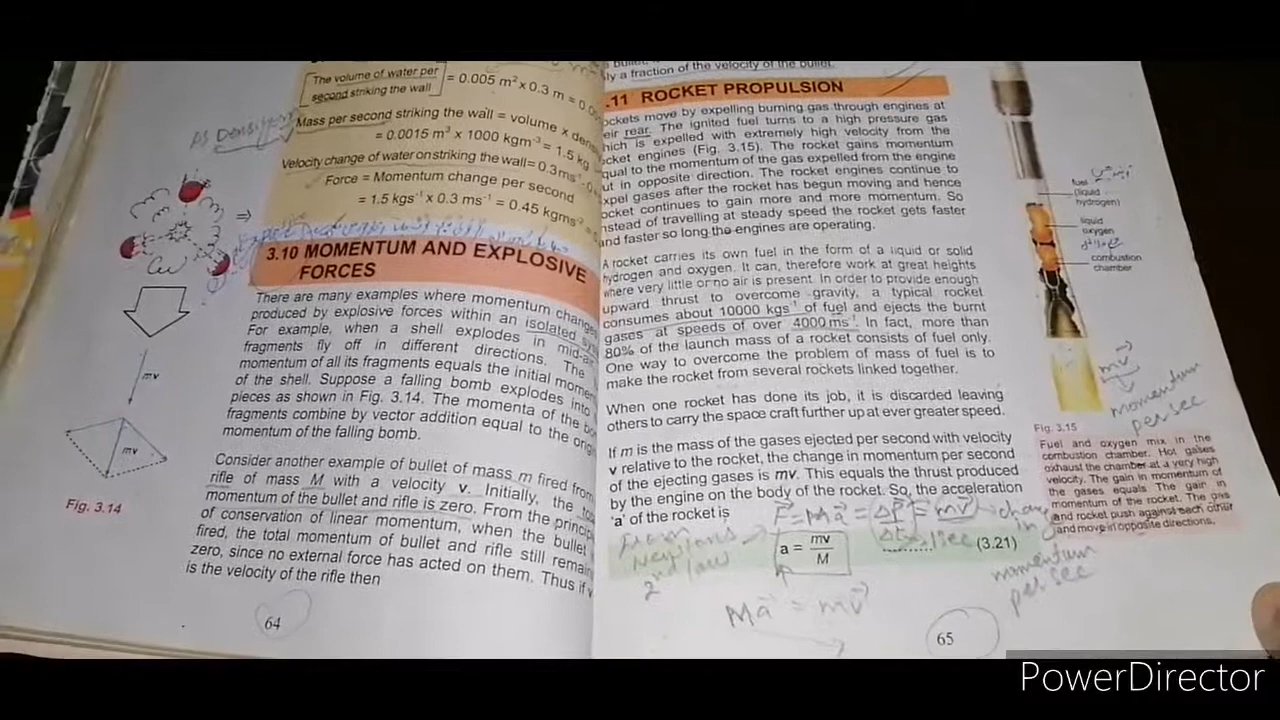 The volume of water per
second striking the wall
= 0.005 m² x 0.3 m =
Mass per second striking the wall = volume x
= 0.0015 m³ x 1000 kgm⁻³ = 1.5 kg
Velocity change of water on striking the wall = 0.3 ms⁻¹
Force = Momentum change per second
= 1.5 kgs⁻¹ x 0.3 ms⁻¹ = 0.45 kgms⁻²
3.10 MOMENTUM AND EXPLOSIVE
FORCES
There are many examples where momentum changes
produced by explosive forces within an isolated
For example, when a shell explodes in mid-air
fragments fly off in different directions. The
momentum of all its fragments equals the initial
of the shell. Suppose a falling bomb explodes into
pieces as shown in Fig. 3.14. The momenta of the
fragments combine by vector addition equal to the
momentum of the falling bomb.
Consider another example of bullet of mass m fired from
rifle of mass M with a velocity v. Initially, the
momentum of the bullet and rifle is zero. From the
of conservation of linear momentum, when the bullet
fired, the total momentum of bullet and rifle still
zero, since no external force has acted on them. Thus if
is the velocity of the rifle then
64
mv
mv
Fig. 3.14
ly a fraction of the velocity of the bullet.
.11 ROCKET PROPULSION
ockets move by expelling burning gas through engines at
eir rear. The ignited fuel turns to a high pressure gas
hich is expelled with extremely high velocity from the
ocket engines (Fig. 3.15). The rocket gains momentum
qual to the momentum of the gas expelled from the engine
ut in opposite direction. The rocket engines continue to
xpel gases after the rocket has begun moving and hence
ocket continues to gain more and more momentum. So
nstead of travelling at steady speed the rocket gets faster
and faster so long the engines are operating.
A rocket carries its own fuel in the form of a liquid or solid
hydrogen and oxygen. It can, therefore work at great heights
where very little or no air is present. In order to provide enough
upward thrust to overcome gravity, a typical rocket
consumes about 10000 kgs⁻¹ of fuel and ejects the burnt
gases at speeds of over 4000 ms⁻¹. In fact, more than
80% of the launch mass of a rocket consists of fuel only.
One way to overcome the problem of mass of fuel is to
make the rocket from several rockets linked together.
When one rocket has done its job, it is discarded leaving
others to carry the space craft further up at ever greater speed.
If m is the mass of the gases ejected per second with velocity
v relative to the rocket, the change in momentum per second
of the ejecting gases is mv. This equals the thrust produced
by the engine on the body of the rocket. So, the acceleration
'a' of the rocket is
F = Ma = ΔP/Δt = mv
From
Newton's
2nd law
a = mv/M
(3.21)
momentum
per sec
Ma = mv
65
fuel
(liquid
hydrogen)
liquid
oxygen
combustion
chamber
mv
momentum
per sec
Fig. 3.15
Fuel and oxygen mix in the
combustion chamber. Hot gases
exhaust the chamber at a very high
velocity. The gain in momentum of
the gases equals The gain in
momentum of the rocket. The gas
and rocket push against each other
and move in opposite directions.
PowerDirector